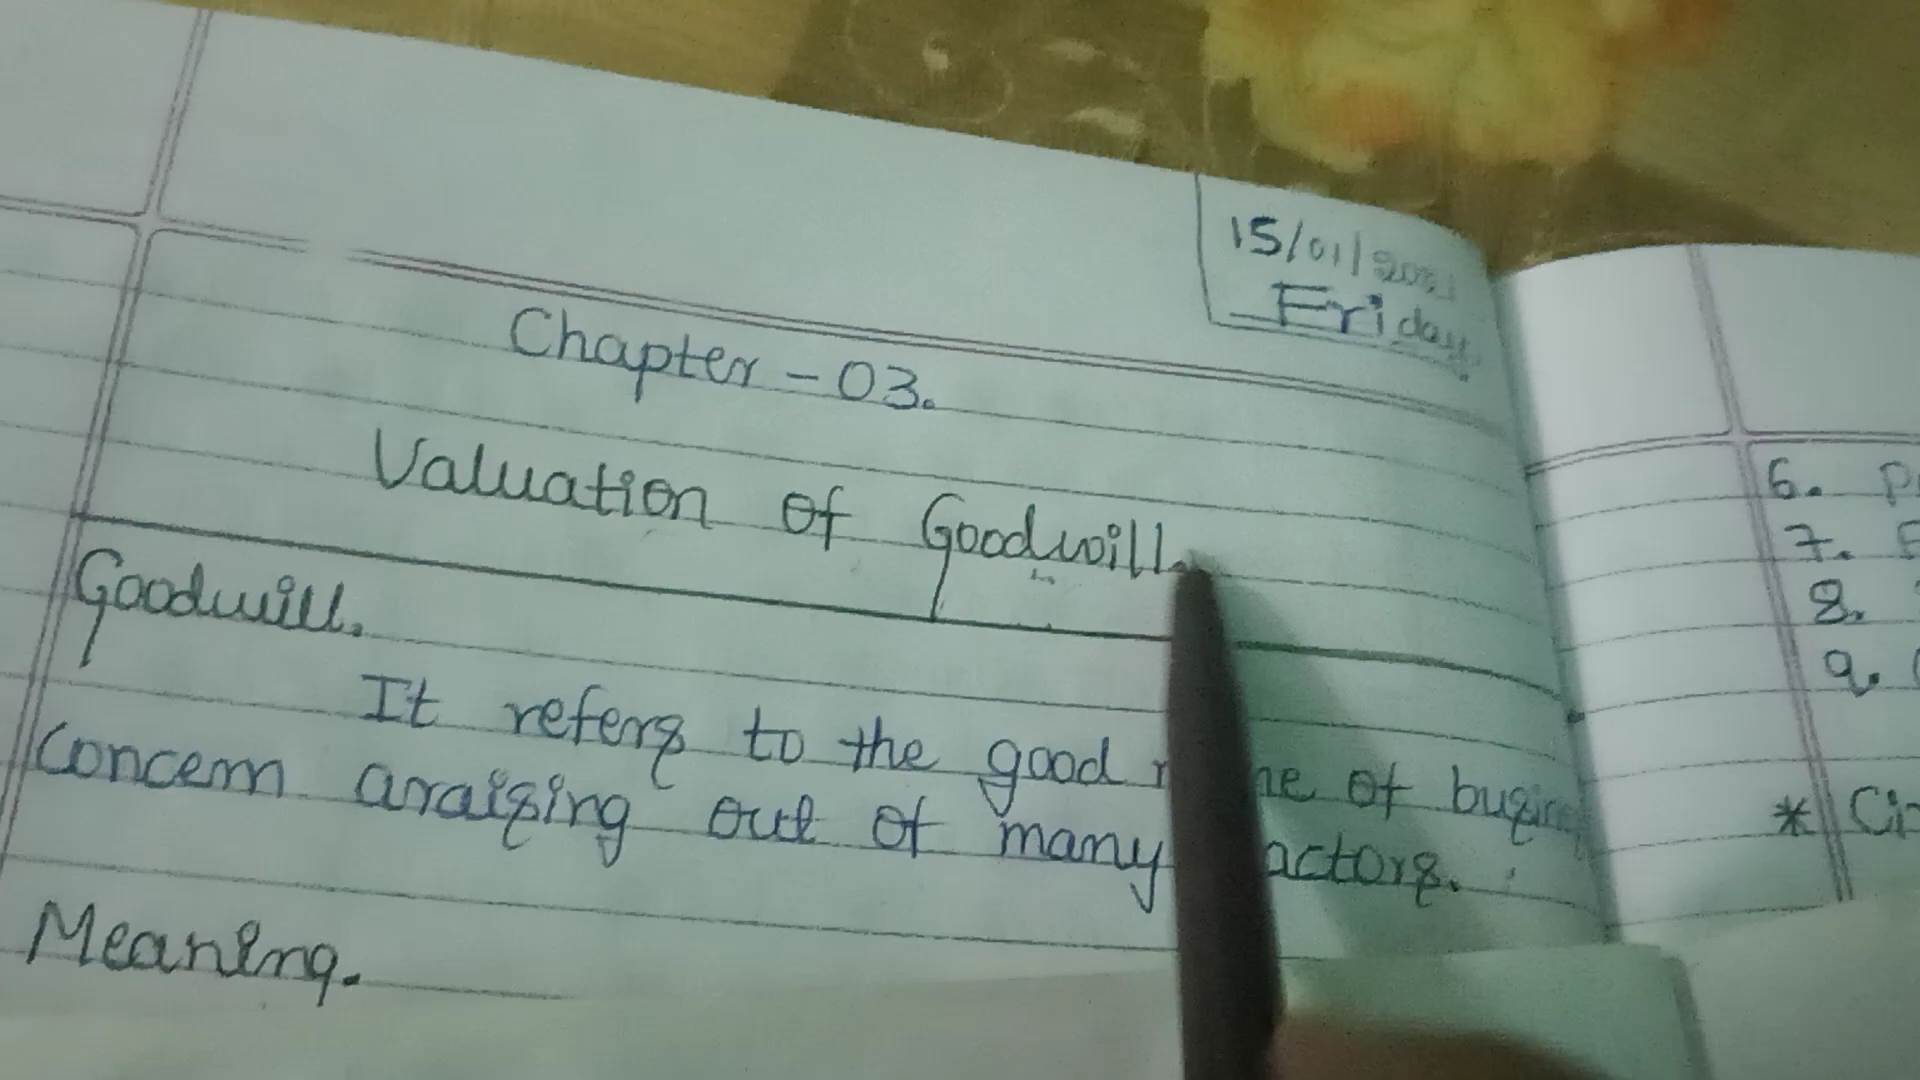 15/01/2021
Friday.
Chapter - 03.
Valuation of Goodwill.
Goodwill.
It refers to the good of
Concern araising out of many
Meaning.
6.
7.
8.
9.
*